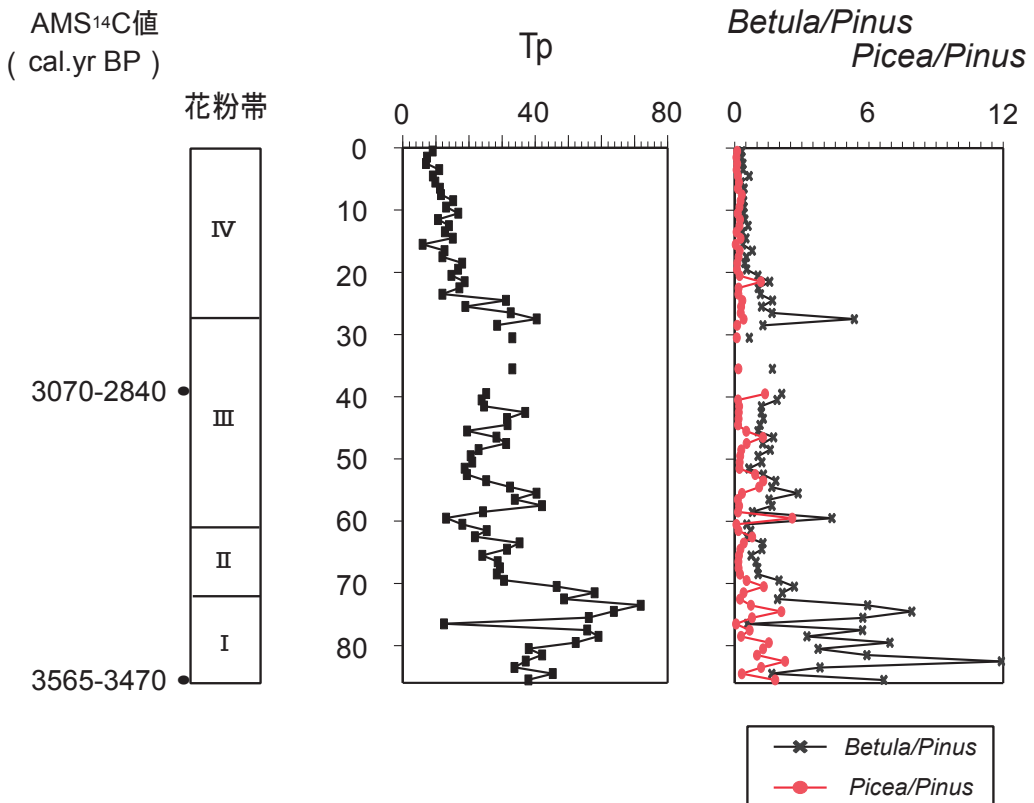 AMS¹⁴C値
( cal.yr BP )
花粉帯
Tp
Betula/Pinus
Picea/Pinus
0 40 80
0 6 12
0
10
20
30
40
50
60
70
80
IV
III
II
I
3070-2840
3565-3470
Betula/Pinus
Picea/Pinus